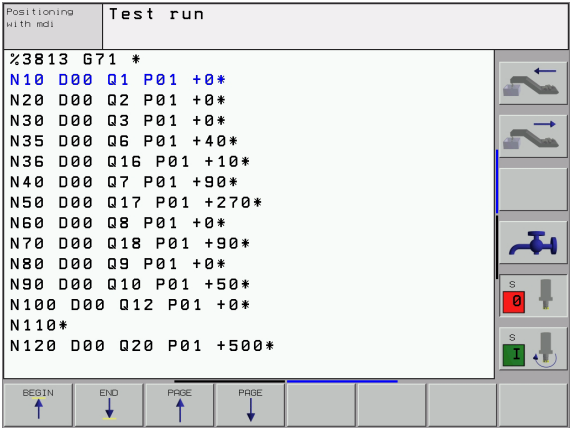 Positioning
with mdi
Test run
%3813 G71 *
N10 D00 Q1 P01 +0*
N20 D00 Q2 P01 +0*
N30 D00 Q3 P01 +0*
N35 D00 Q6 P01 +40*
N36 D00 Q16 P01 +10*
N40 D00 Q7 P01 +90*
N50 D00 Q17 P01 +270*
N60 D00 Q8 P01 +0*
N70 D00 Q18 P01 +90*
N80 D00 Q9 P01 +0*
N90 D00 Q10 P01 +50*
N100 D00 Q12 P01 +0*
N110*
N120 D00 Q20 P01 +500*
S
0
S
I
BEGIN
END
PAGE
PAGE